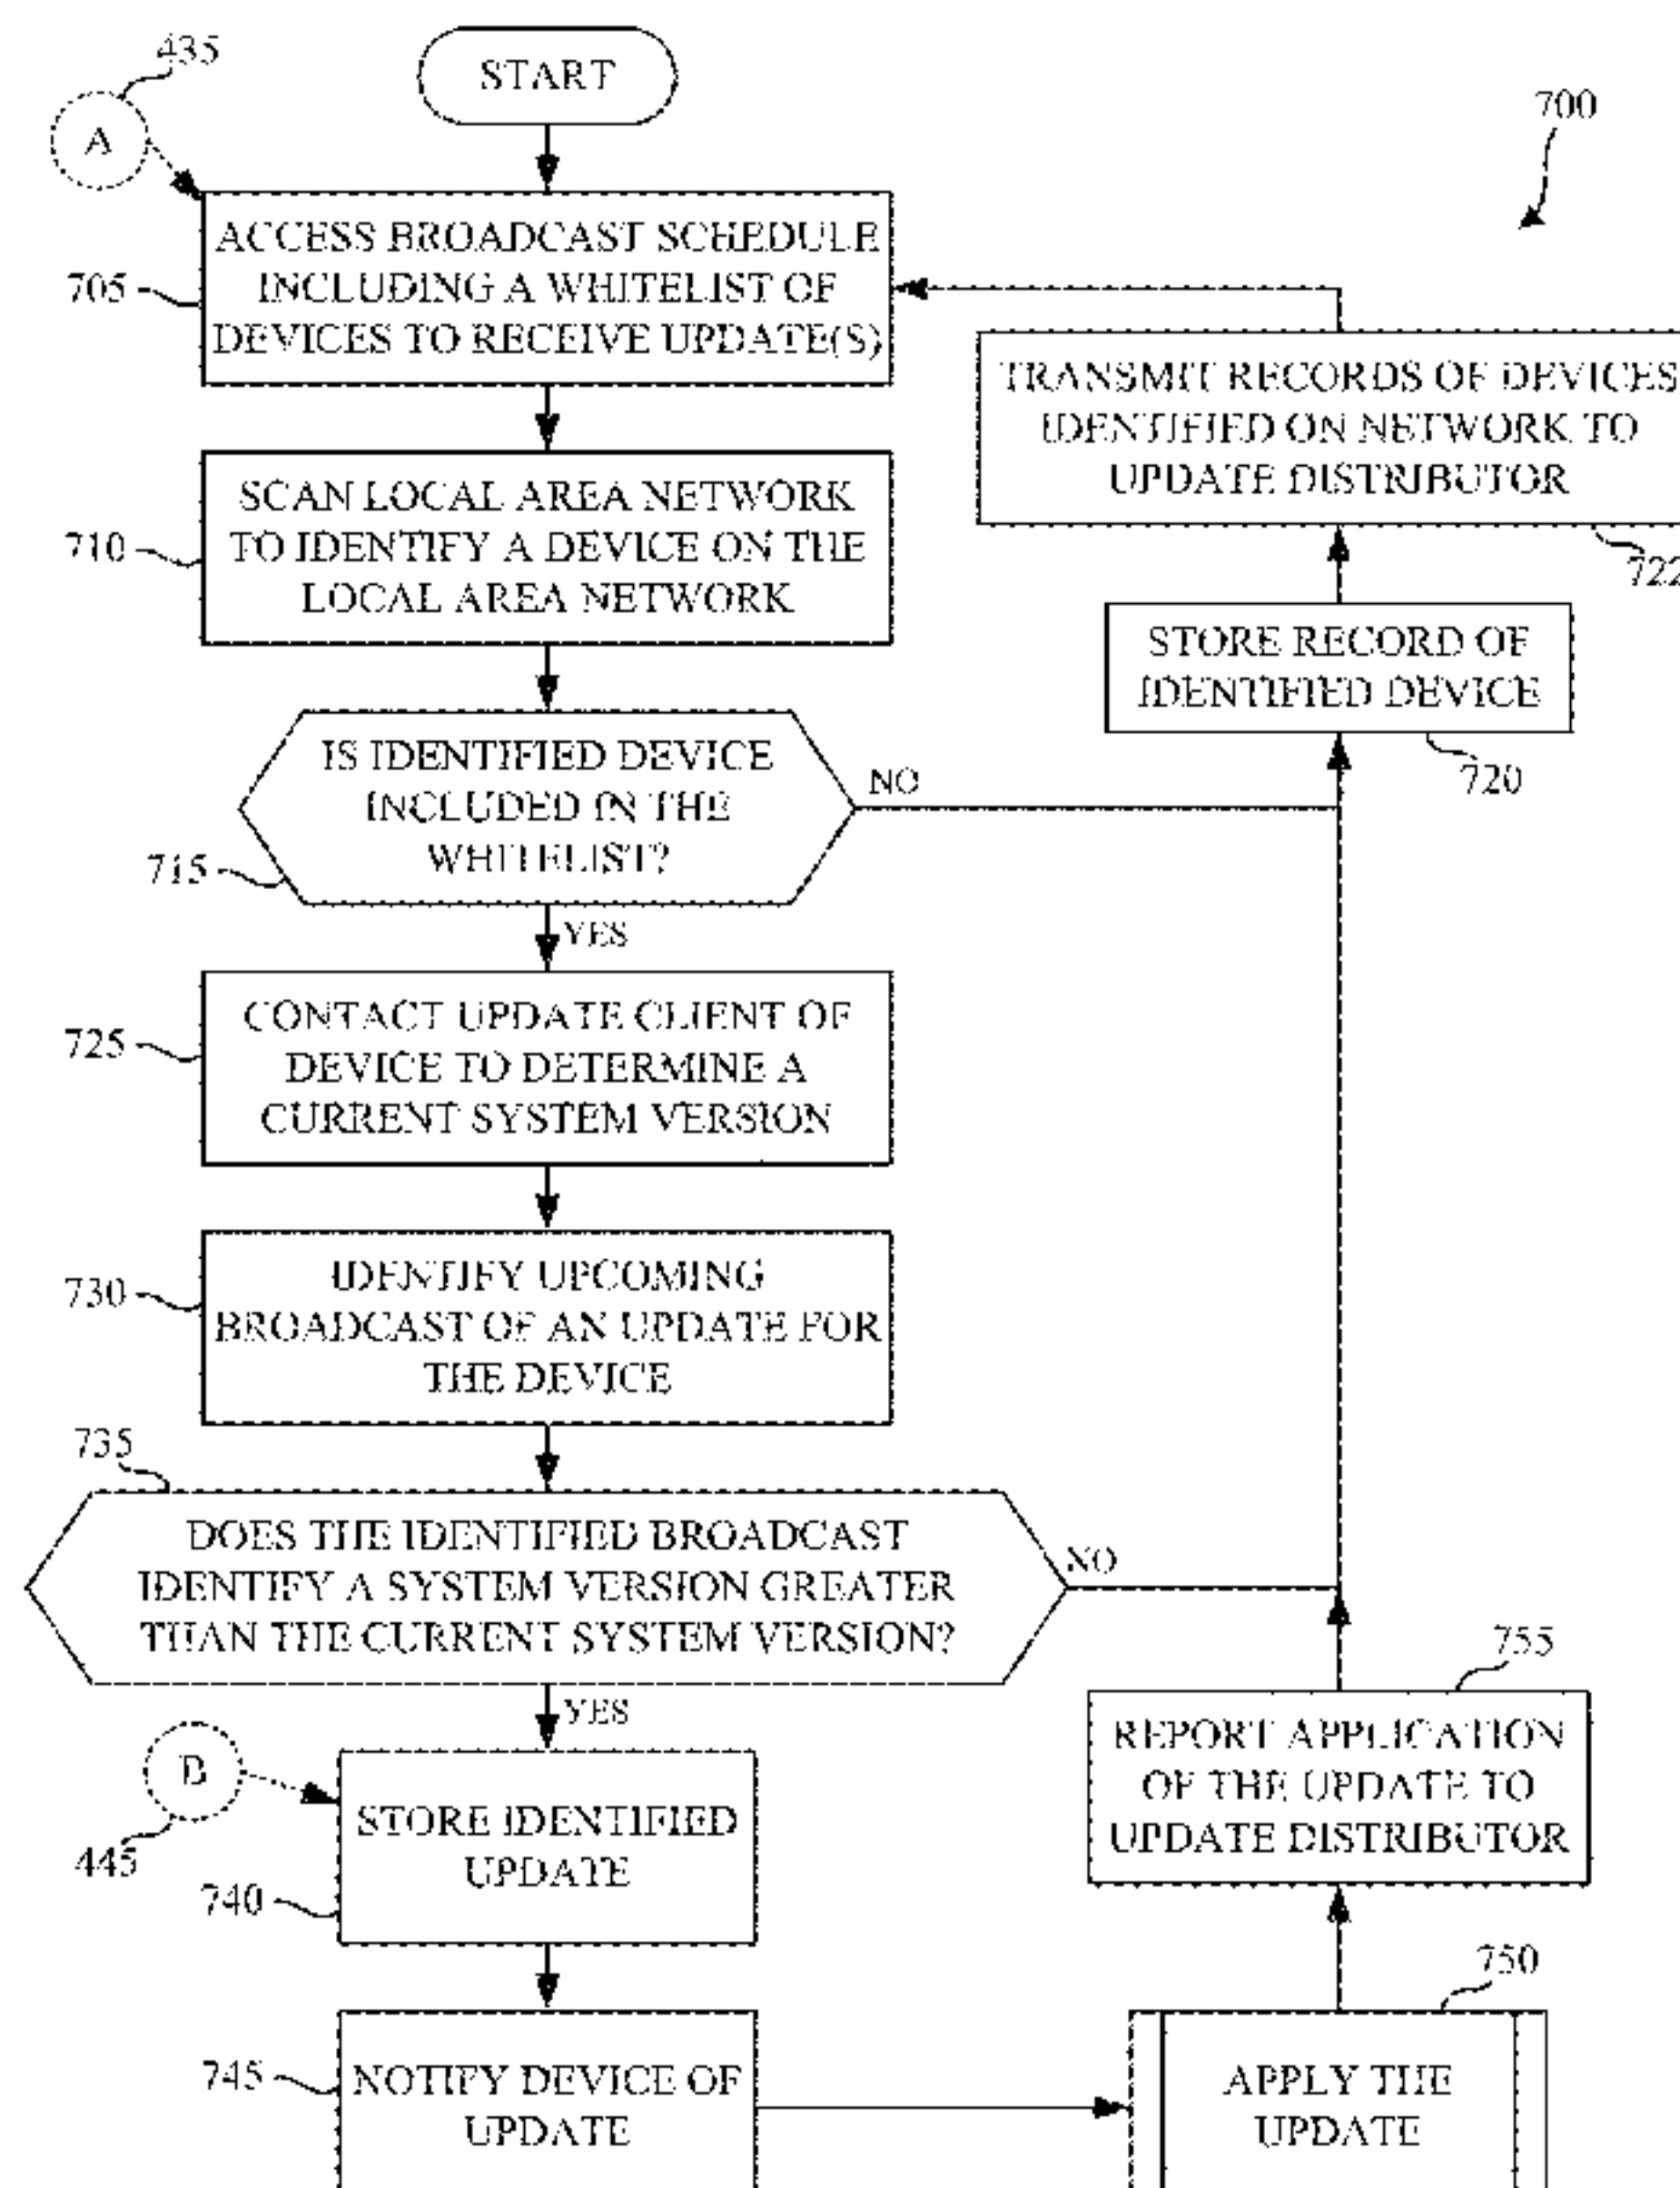 435
START
A
700
ACCESS BROADCAST SCHEDULE
INCLUDING A WHITELIST OF
DEVICES TO RECEIVE UPDATE(S)
705
TRANSMIT RECORDS OF DEVICES
IDENTIFIED ON NETWORK TO
UPDATE DISTRIBUTOR
722
SCAN LOCAL AREA NETWORK
TO IDENTIFY A DEVICE ON THE
LOCAL AREA NETWORK
710
STORE RECORD OF
IDENTIFIED DEVICE
720
IS IDENTIFIED DEVICE
INCLUDED IN THE
WHITELIST?
NO
715
YES
CONTACT UPDATE CLIENT OF
DEVICE TO DETERMINE A
CURRENT SYSTEM VERSION
725
IDENTIFY UPCOMING
BROADCAST OF AN UPDATE FOR
THE DEVICE
730
735
DOES THE IDENTIFIED BROADCAST
IDENTIFY A SYSTEM VERSION GREATER
THAN THE CURRENT SYSTEM VERSION?
NO
YES
755
REPORT APPLICATION
OF THE UPDATE TO
UPDATE DISTRIBUTOR
B
445
STORE IDENTIFIED
UPDATE
740
750
745
NOTIFY DEVICE OF
UPDATE
APPLY THE
UPDATE